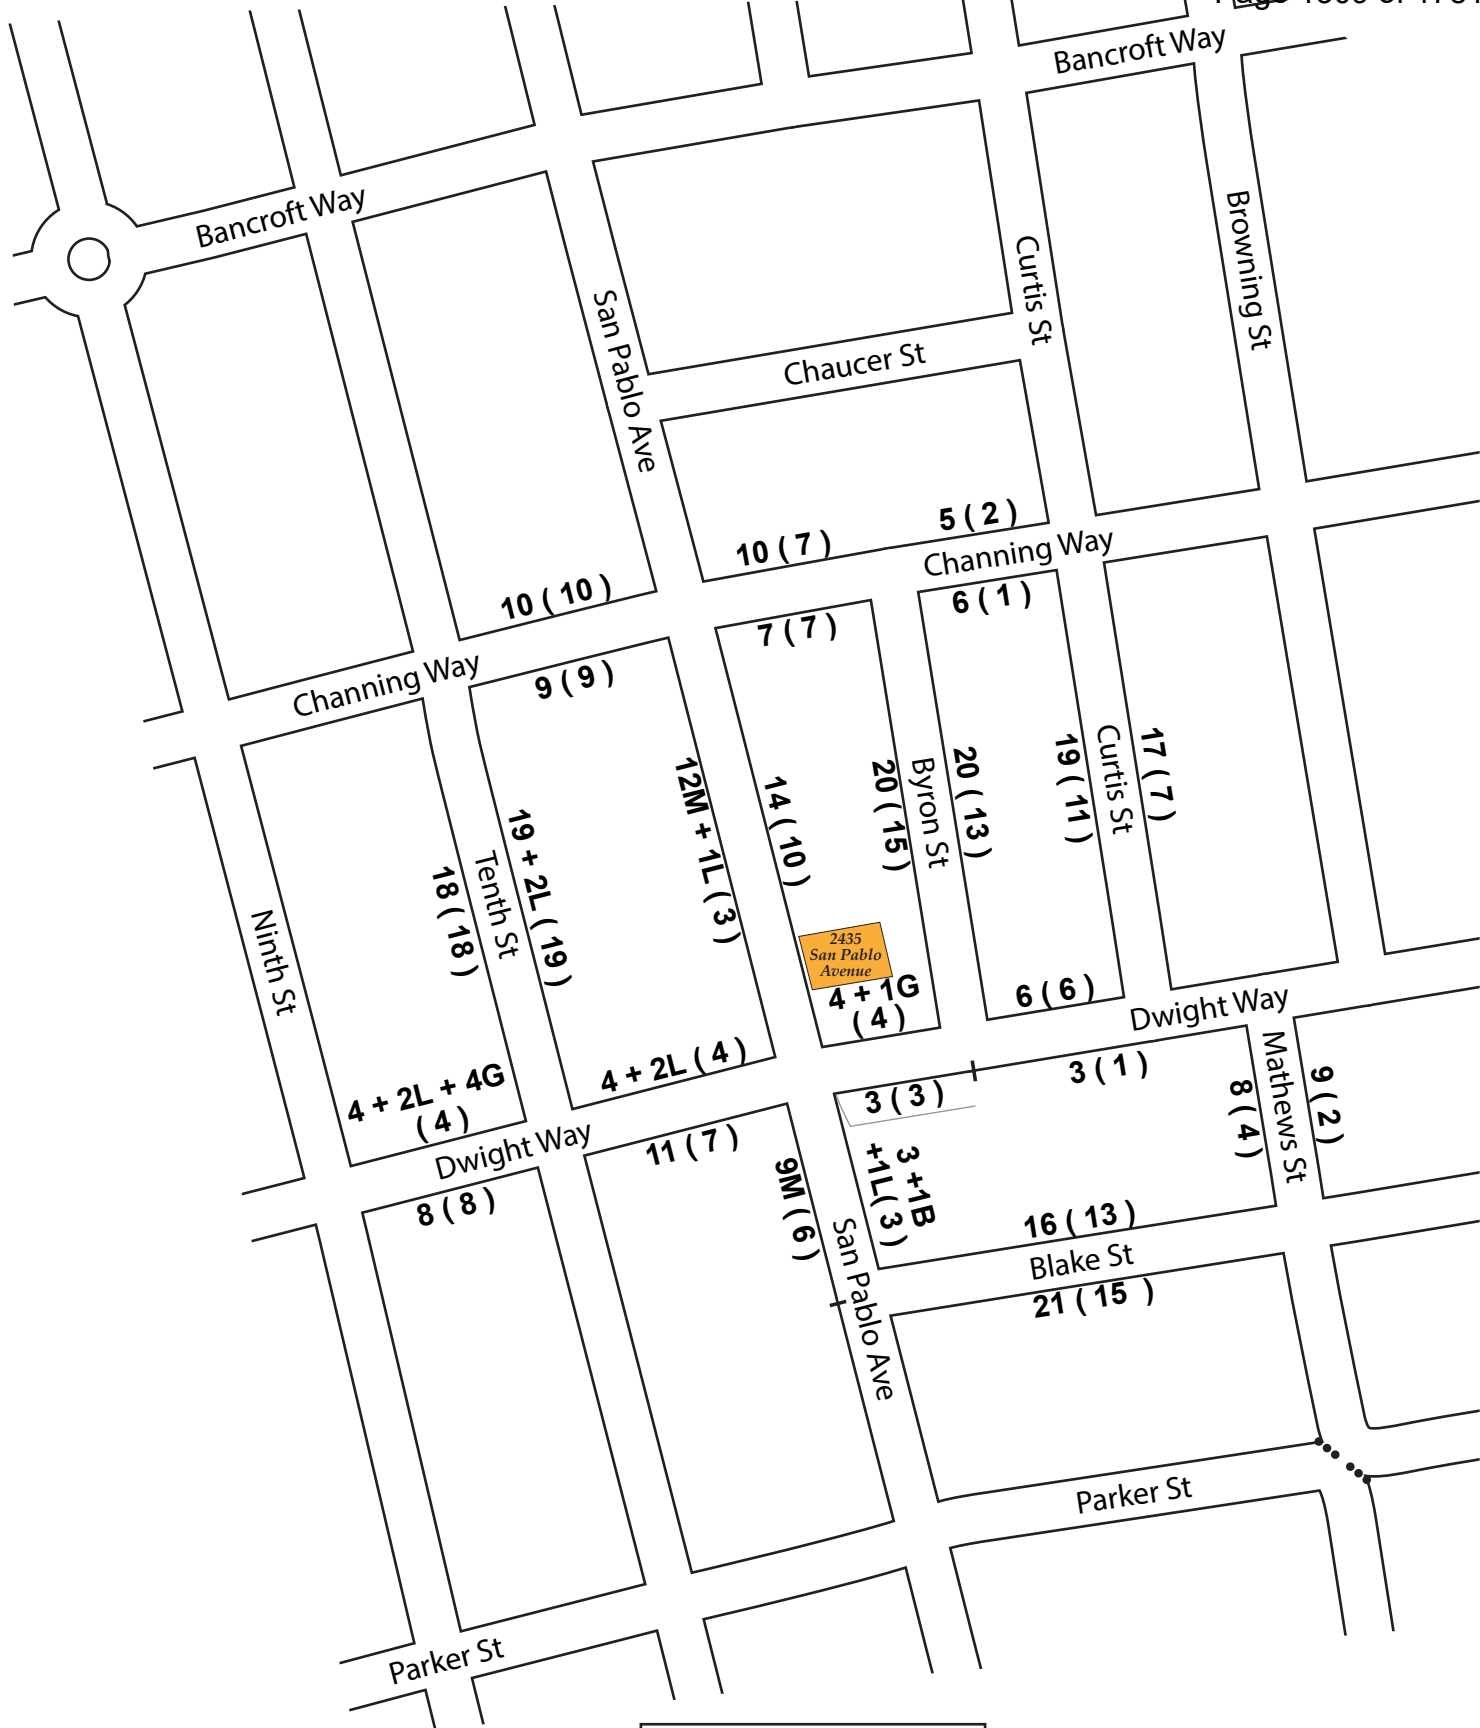 Bancroft Way
Bancroft Way
San Pablo Ave
Curtis St
Browning St
Chaucer St
5 ( 2 )
10 ( 7 )
Channing Way
10 ( 10 )
6 ( 1 )
7 ( 7 )
Channing Way
9 ( 9 )
12M + 1L ( 3 )
14 ( 10 )
20 ( 15 )
Byron St
20 ( 13 )
19 ( 11 )
Curtis St
17 ( 7 )
19 + 2L ( 19 )
Tenth St
18 ( 18 )
Ninth St
2435
San Pablo
Avenue
4 + 1G
( 4 )
6 ( 6 )
Dwight Way
4 + 2L ( 4 )
4 + 2L + 4G
( 4 )
3 ( 3 )
3 ( 1 )
8 ( 4 )
Mathews St
9 ( 2 )
Dwight Way
11 ( 7 )
9M ( 6 )
3 +1B
+1L( 3 )
8 ( 8 )
16 ( 13 )
San Pablo Ave
Blake St
21 ( 15 )
Parker St
Parker St